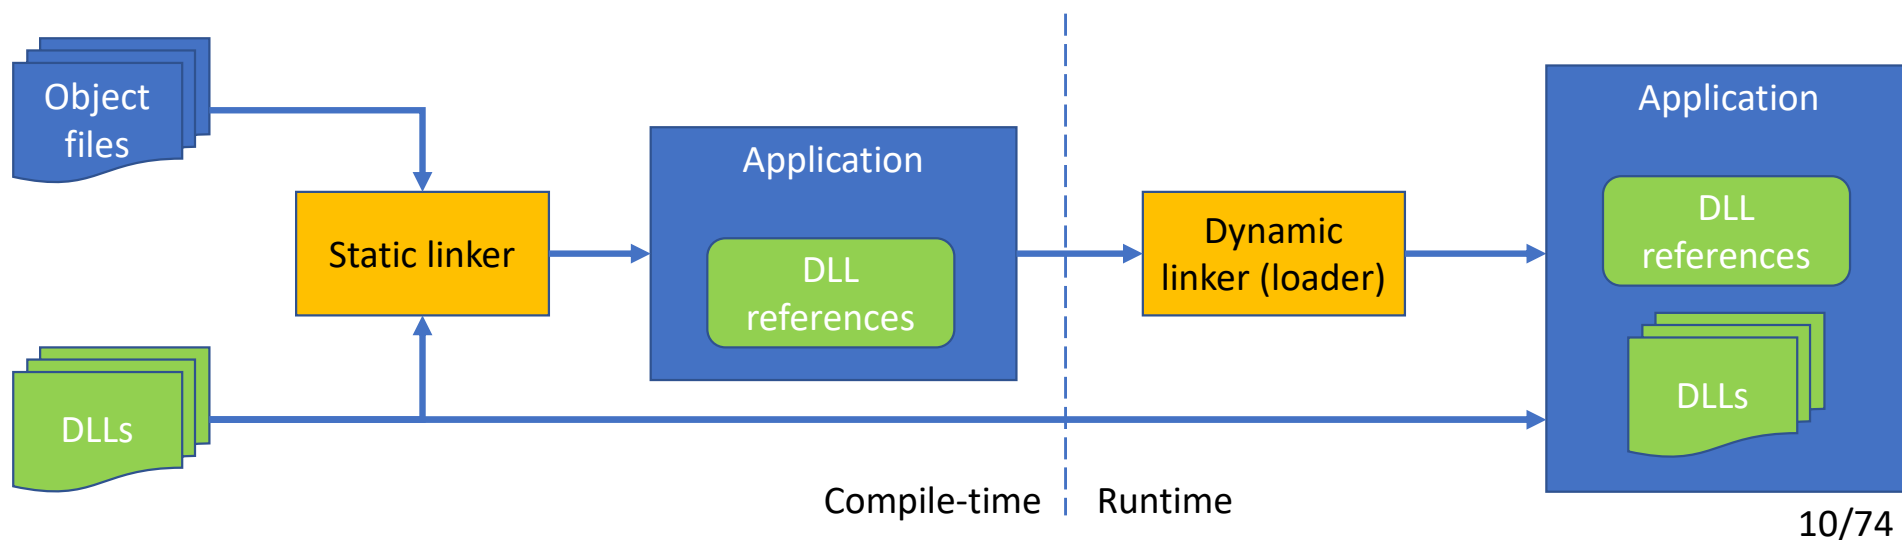 Object
files
Static linker
DLLs
Application
DLL
references
Compile-time
Runtime
Dynamic
linker (loader)
Application
DLL
references
DLLs
10/74